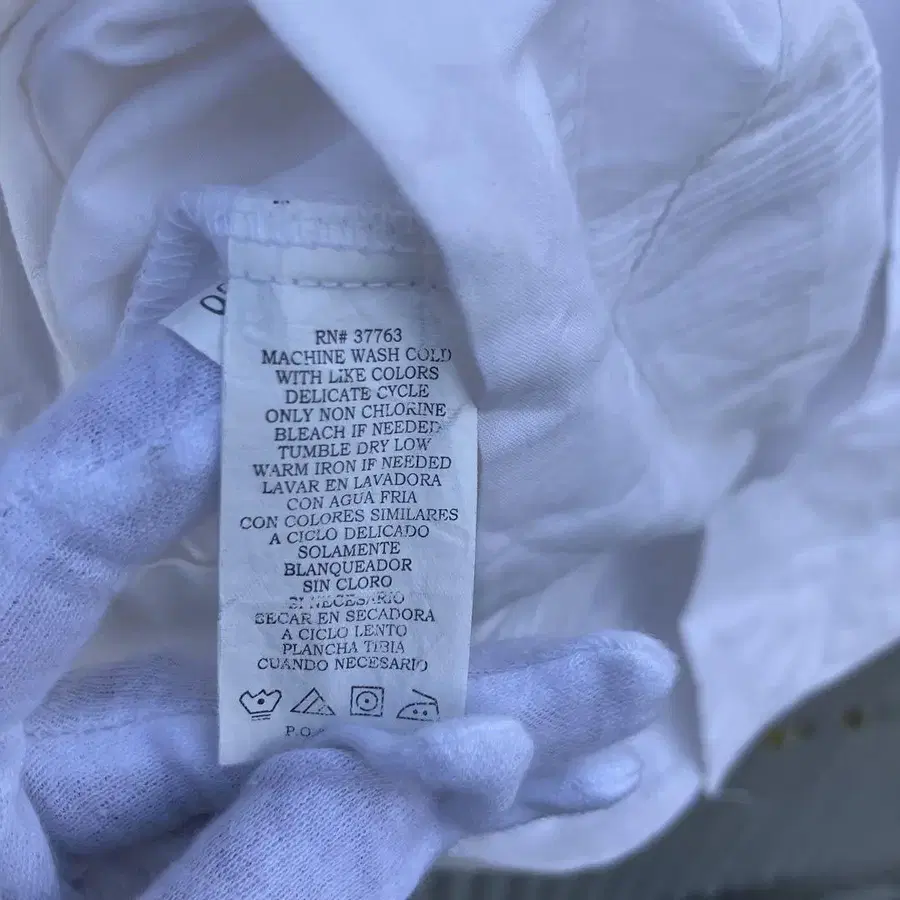 RN# 37763
MACHINE WASH COLD
WITH LIKE COLORS
DELICATE CYCLE
ONLY NON CHLORINE
BLEACH IF NEEDED
TUMBLE DRY LOW
WARM IRON IF NEEDED
LAVAR EN LAVADORA
CON AGUA FRIA
CON COLORES SIMILARES
A CICLO DELICADO
SOLAMENTE
BLANQUEADOR
SIN CLORO
SI NECESARIO
SECAR EN SECADORA
A CICLO LENTO
PLANCHA TIBIA
CUANDO NECESARIO
P.O.